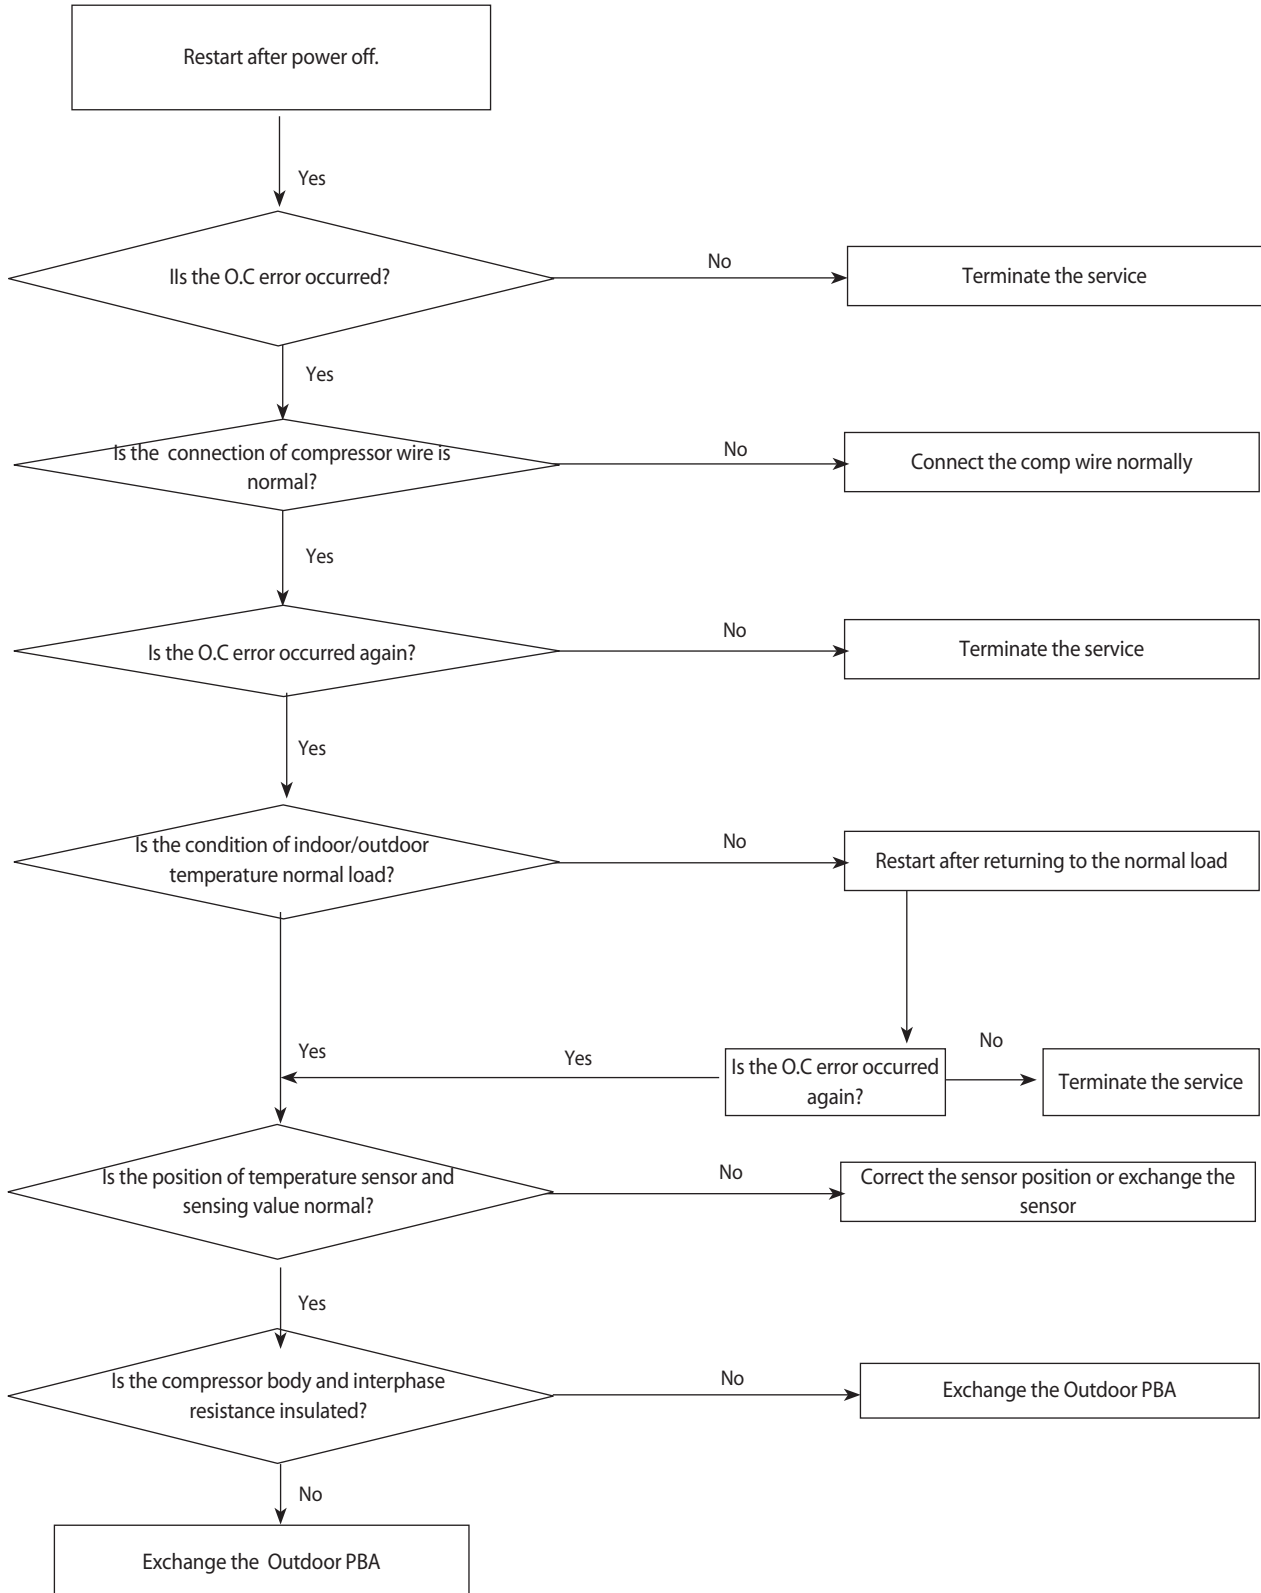 Restart after power off.
Yes
IIs the O.C error occurred?
No
Terminate the service
Yes
Is the connection of compressor wire is
normal?
No
Connect the comp wire normally
Yes
Is the O.C error occurred again?
No
Terminate the service
Yes
Is the condition of indoor/outdoor
temperature normal load?
No
Restart after returning to the normal load
Yes
Yes
Is the O.C error occurred
again?
No
Terminate the service
Is the position of temperature sensor and
sensing value normal?
No
Correct the sensor position or exchange the
sensor
Yes
Is the compressor body and interphase
resistance insulated?
No
Exchange the Outdoor PBA
No
Exchange the Outdoor PBA